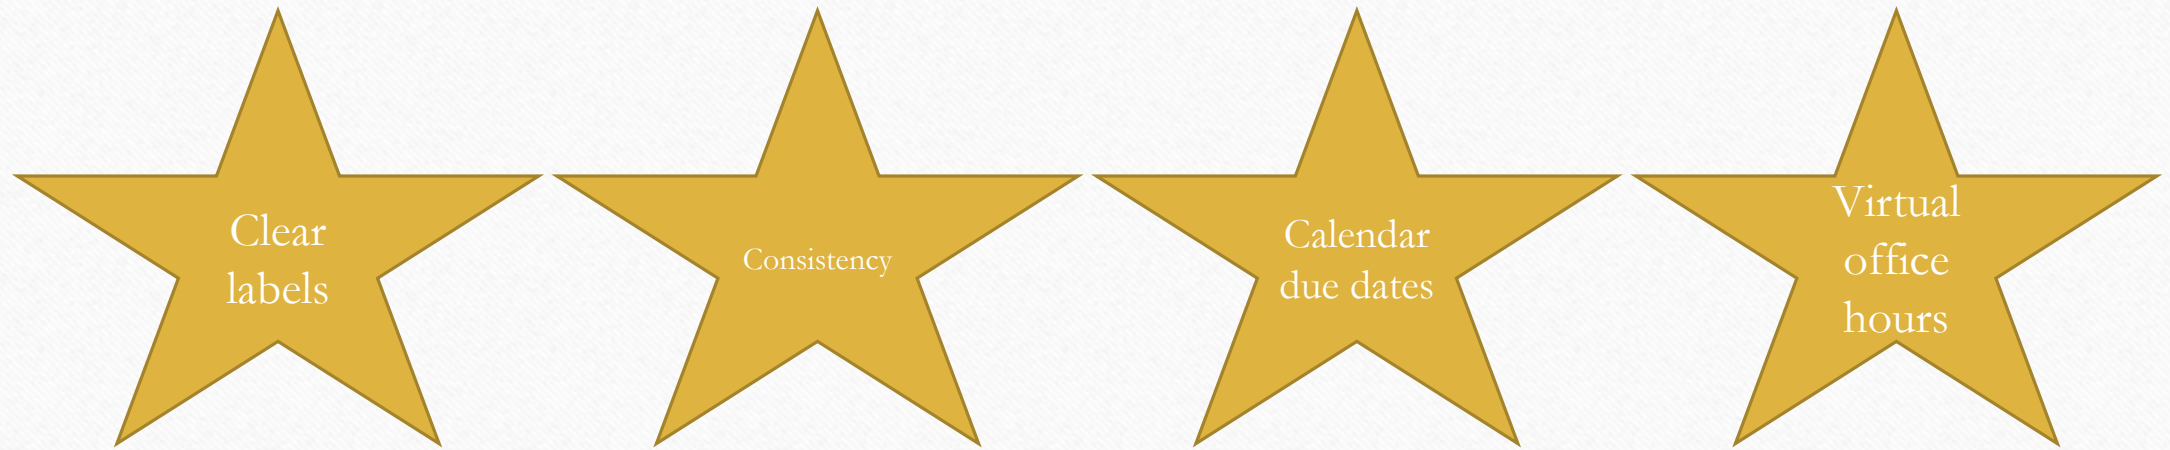 Clear
labels
Consistency
Calendar
due dates
Virtual
office
hours